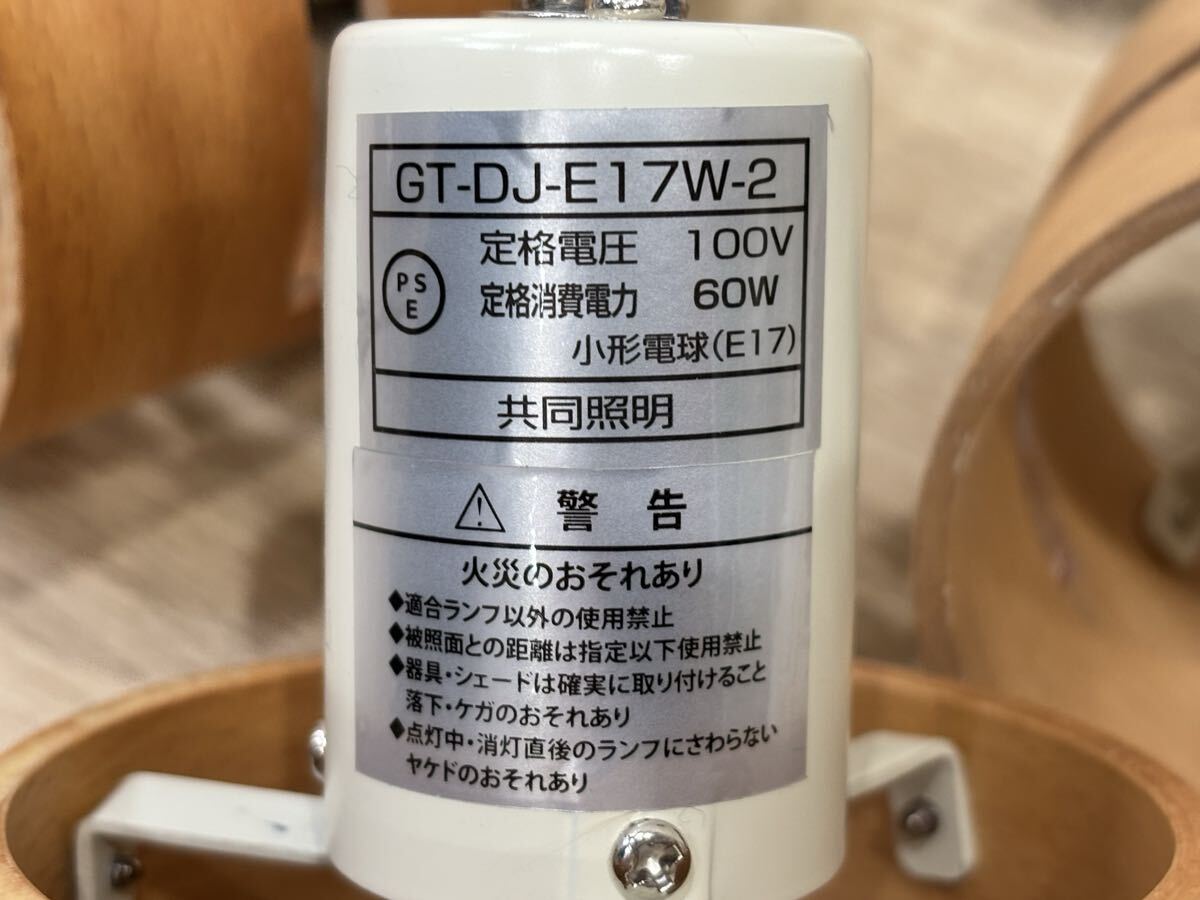 GT-DJ-E17W-2
定格電圧 100V
PS
E
定格消費電力 60W
小形電球(E17)
共同照明
警告
火災のおそれあり
◆適合ランプ以外の使用禁止
◆被照面との距離は指定以下使用禁止
◆器具・シェードは確実に取り付けること
落下・ケガのおそれあり
◆点灯中・消灯直後のランプにさわらない
ヤケドのおそれあり